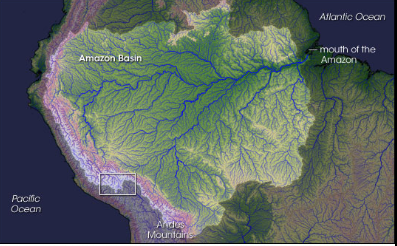 Atlantic Ocean
mouth of the
Amazon
Amazon Basin
Pacific
Ocean
Andes
Mountains